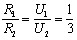 R₁/R₂ = U₁/U₂ = 1/3